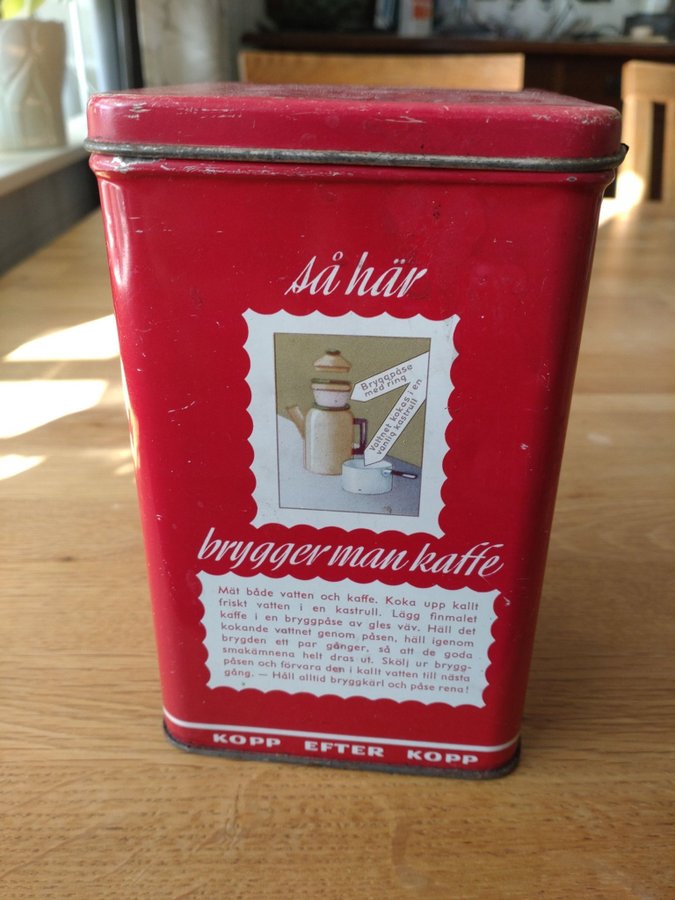 så här
Bryggpåse
med ring
Vattnet kokas i en
vanlig kastrull
brygger man kaffe
Mät både vatten och kaffe. Koka upp kallt
friskt vatten i en kastrull. Lägg finmalet
kaffe i en bryggpåse av gles väv. Häll det
kokande vattnet genom påsen, häll igenom
brygden ett par gånger, så att de goda
smakämnena helt dras ut. Skölj ur brygg-
påsen och förvara den i kallt vatten till nästa
gång. — Håll alltid bryggkärl och påse rena!
KOPP EFTER KOPP